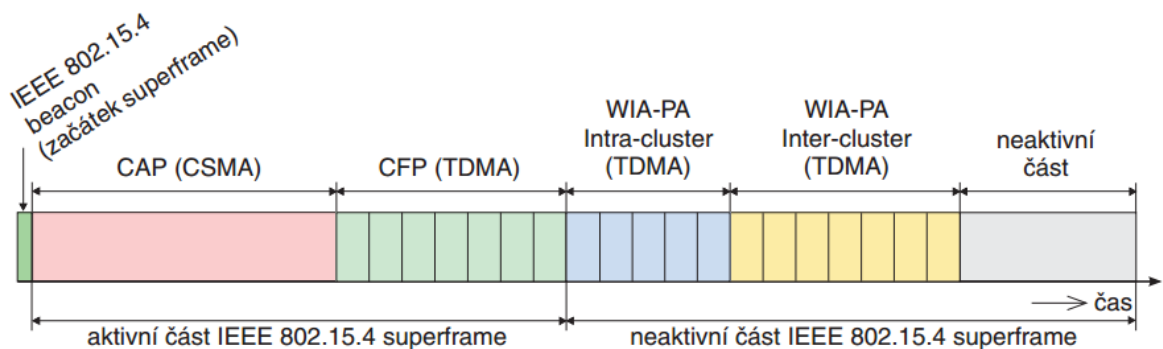 IEEE 802.15.4
beacon
(začátek superframe)
CAP (CSMA)
CFP (TDMA)
WIA-PA
Intra-cluster
(TDMA)
WIA-PA
Inter-cluster
(TDMA)
neaktivní
část
čas
aktivní část IEEE 802.15.4 superframe
neaktivní část IEEE 802.15.4 superframe